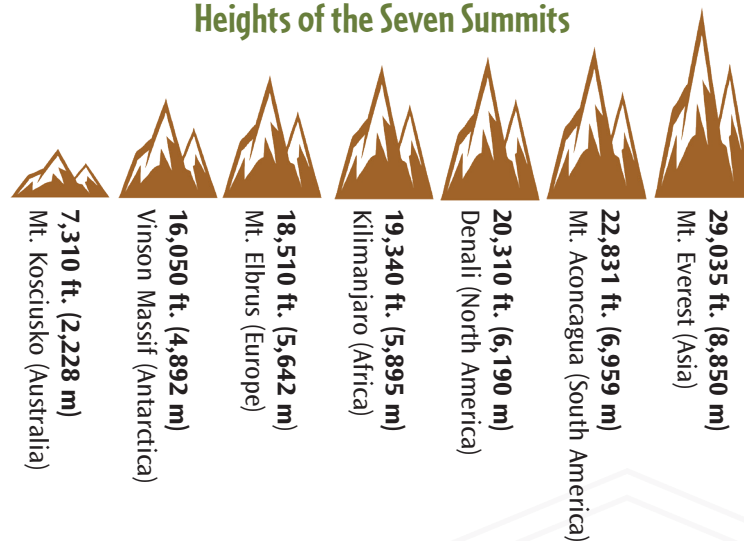 Heights of the Seven Summits
7,310 ft. (2,228 m)
Mt. Kosciusko (Australia)
16,050 ft. (4,892 m)
Vinson Massif (Antarctica)
18,510 ft. (5,642 m)
Mt. Elbrus (Europe)
19,340 ft. (5,895 m)
Kilimanjaro (Africa)
20,310 ft. (6,190 m)
Denali (North America)
22,831 ft. (6,959 m)
Mt. Aconcagua (South America)
29,035 ft. (8,850 m)
Mt. Everest (Asia)